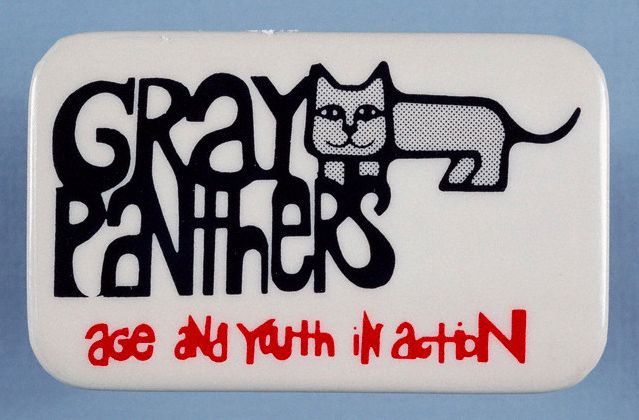 GRay
PaNtheRS
age aNd youth iN actioN